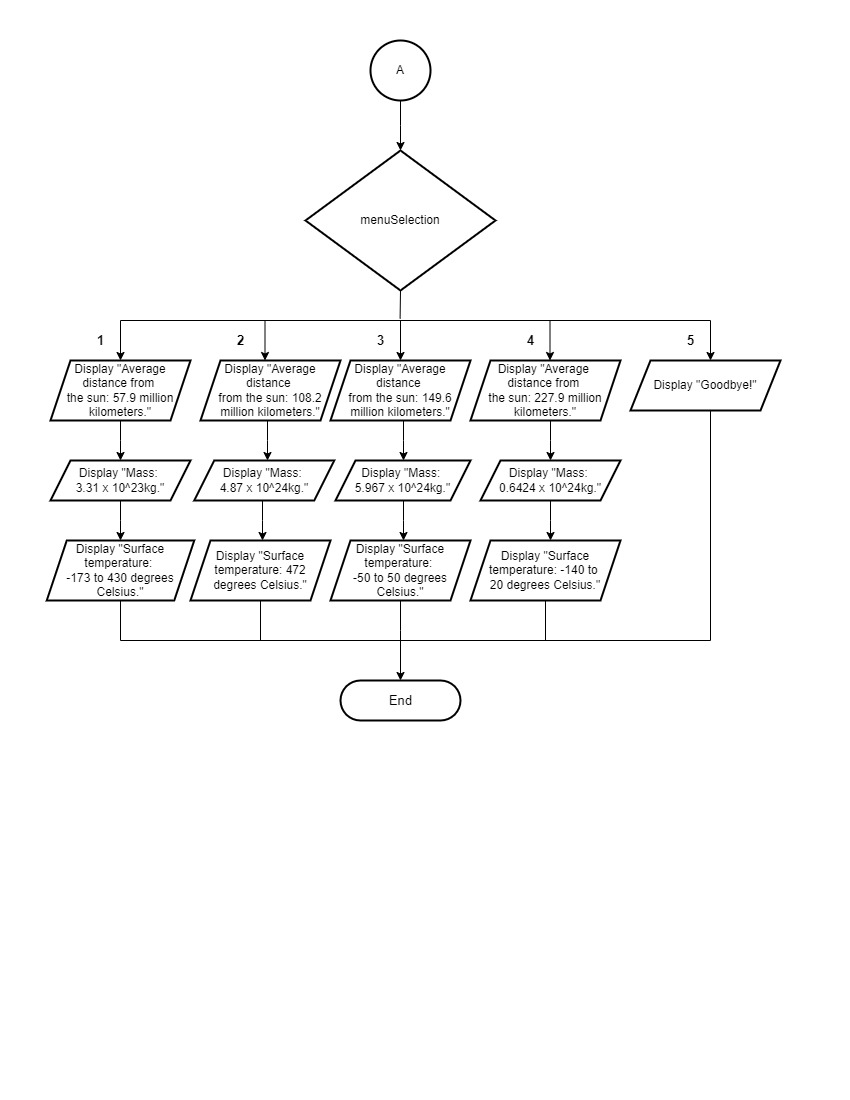 A
menuSelection
1
2
3
4
5
Display "Average
distance from
the sun: 57.9 million
kilometers."
Display "Average
distance
from the sun: 108.2
million kilometers."
Display "Average
distance
from the sun: 149.6
million kilometers."
Display "Average
distance from
the sun: 227.9 million
kilometers."
Display "Goodbye!"
Display "Mass:
3.31 x 10^23kg."
Display "Mass:
4.87 x 10^24kg."
Display "Mass:
5.967 x 10^24kg."
Display "Mass:
0.6424 x 10^24kg."
Display "Surface
temperature:
-173 to 430 degrees
Celsius."
Display "Surface
temperature: 472
degrees Celsius."
Display "Surface
temperature:
-50 to 50 degrees
Celsius."
Display "Surface
temperature: -140 to
20 degrees Celsius."
End